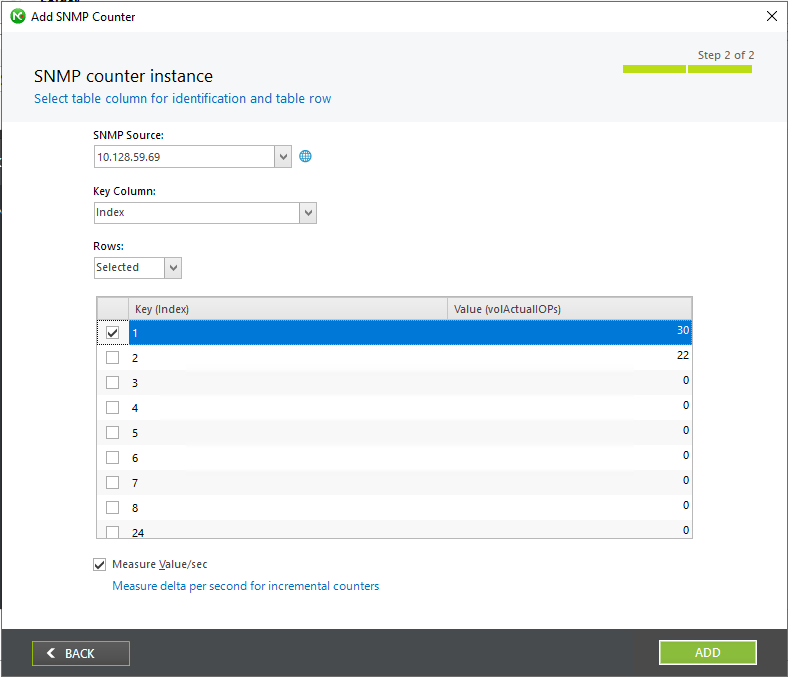 Add SNMP Counter
Step 2 of 2
SNMP counter instance
Select table column for identification and table row
SNMP Source:
10.128.59.69
Key Column:
Index
Rows:
Selected
Key (Index) Value (volActualIOPs)
1 30
2 22
3 0
4 0
5 0
6 0
7 0
8 0
24 0
Measure Value/sec
Measure delta per second for incremental counters
BACK ADD